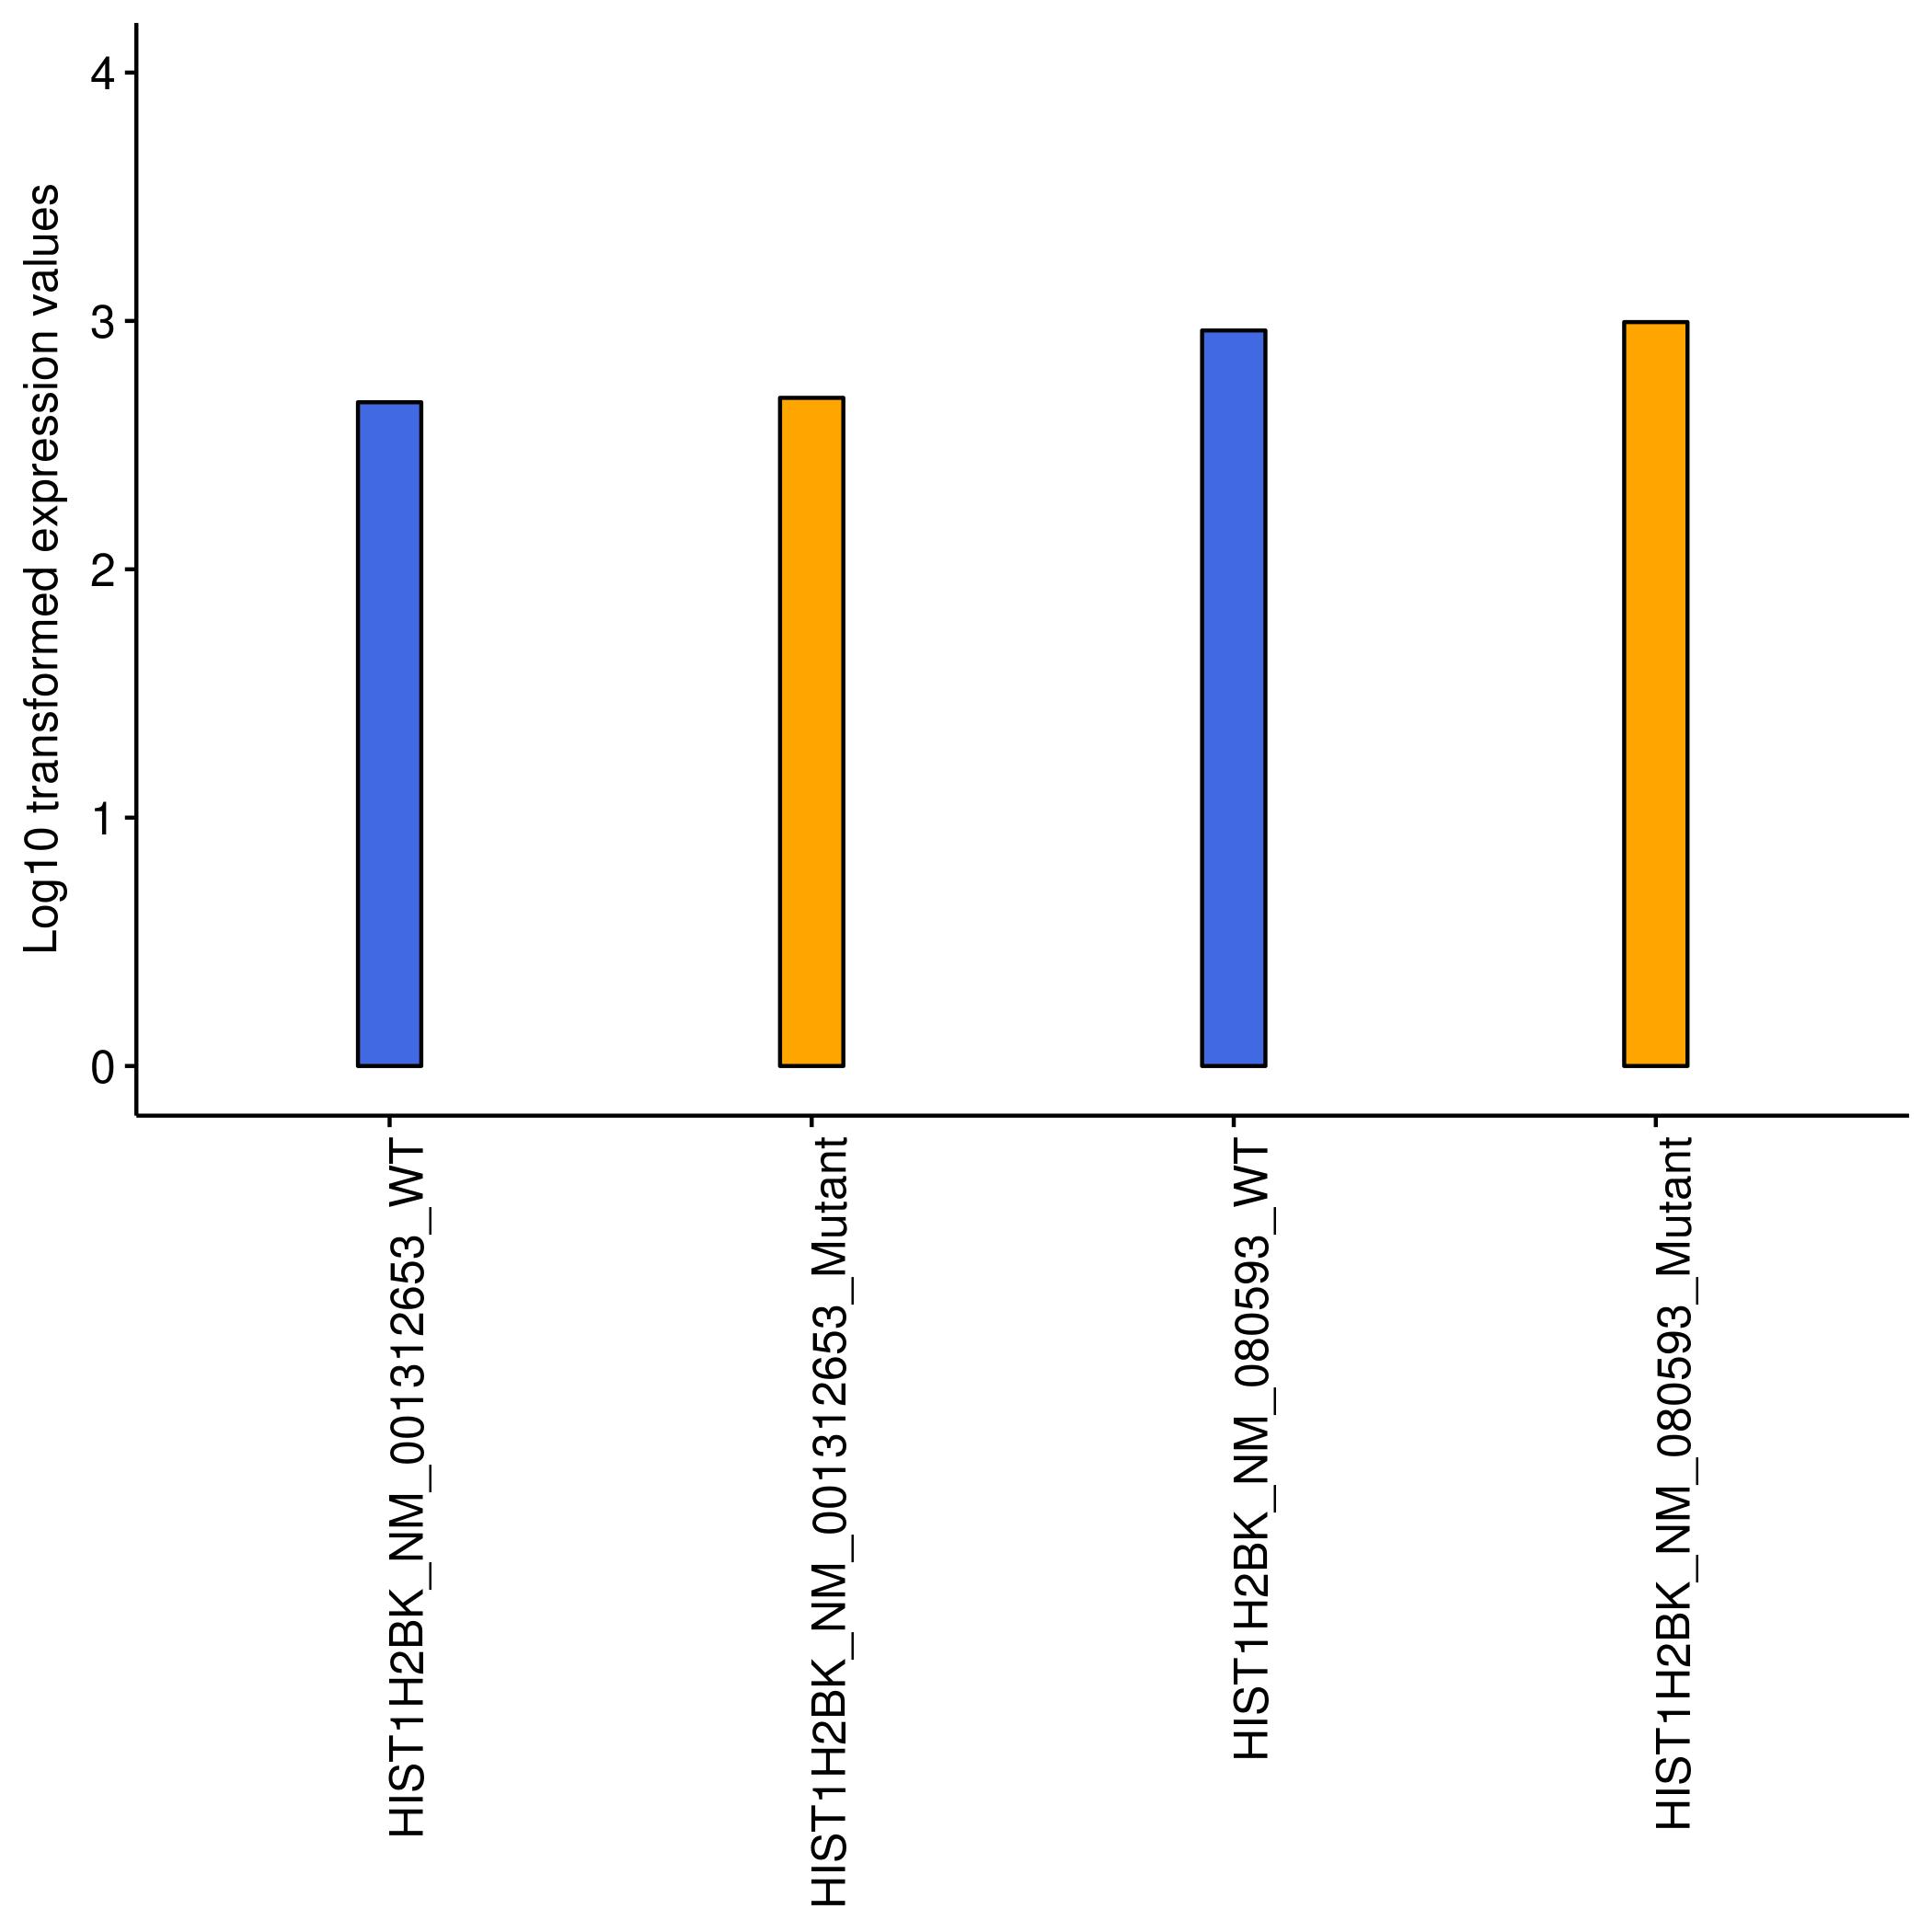 Log10 transformed expression values
4
3
2
1
0
HIST1H2BK_NM_001312653_WT
HIST1H2BK_NM_001312653_Mutant
HIST1H2BK_NM_080593_WT
HIST1H2BK_NM_080593_Mutant